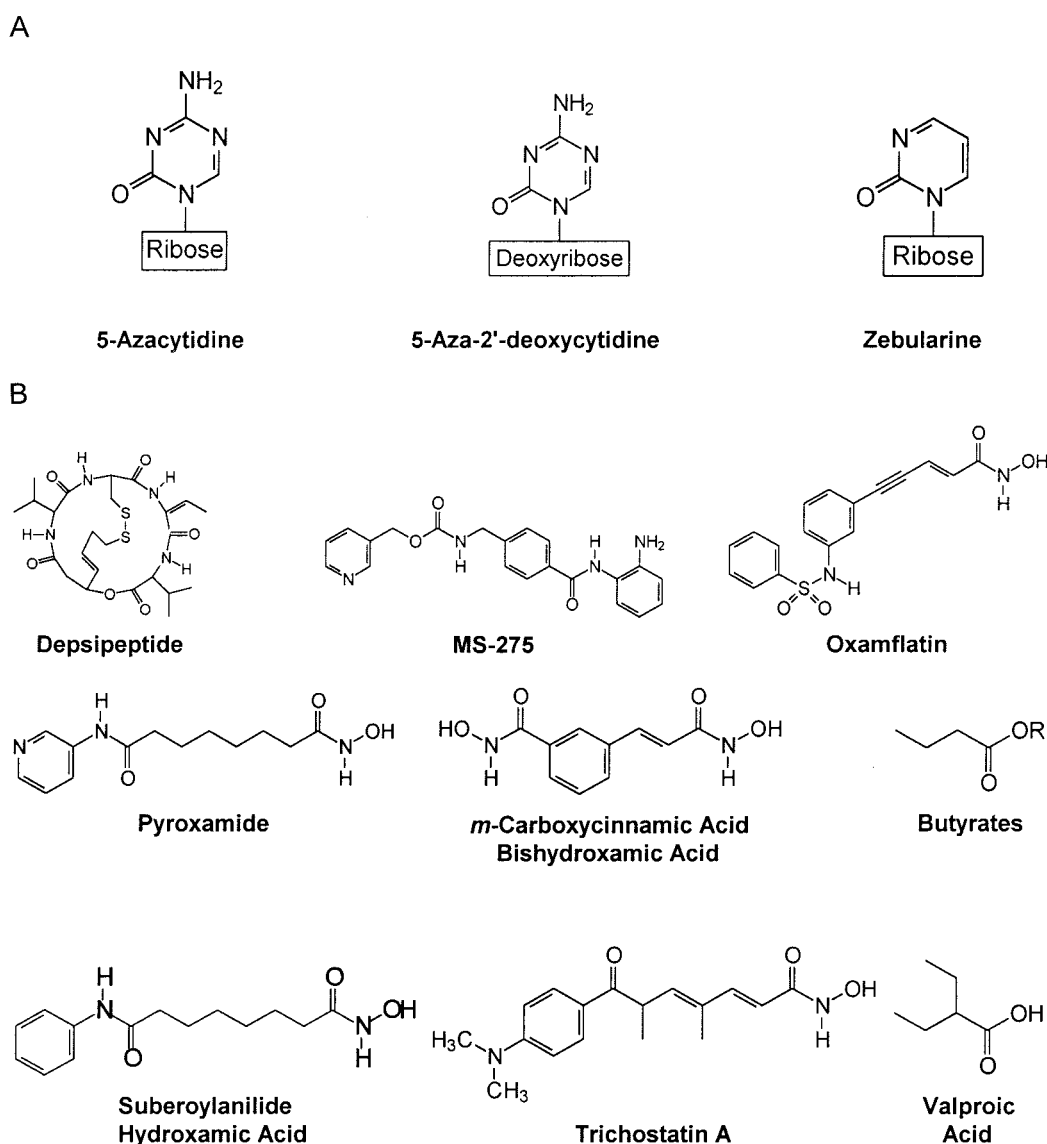 A
NH2
N
N
O
N
Ribose
5-Azacytidine
NH2
N
N
O
N
Deoxyribose
5-Aza-2'-deoxycytidine
N
O
N
Ribose
Zebularine
B
H
O
H
O
N
N
S
S
HN
O
O
NH
O
O
Depsipeptide
O
O
N
H
N
H
N
NH2
O
MS-275
O
OH
N
H
N
H
S
O
O
Oxamflatin
H
N
N
O
O
OH
N
H
Pyroxamide
O
HO
N
H
O
OH
N
H
m-Carboxycinnamic Acid
Bishydroxamic Acid
OR
O
Butyrates
H
N
O
O
OH
N
H
Suberoylanilide
Hydroxamic Acid
O
O
OH
N
H
H3C
N
CH3
Trichostatin A
OH
O
Valproic
Acid